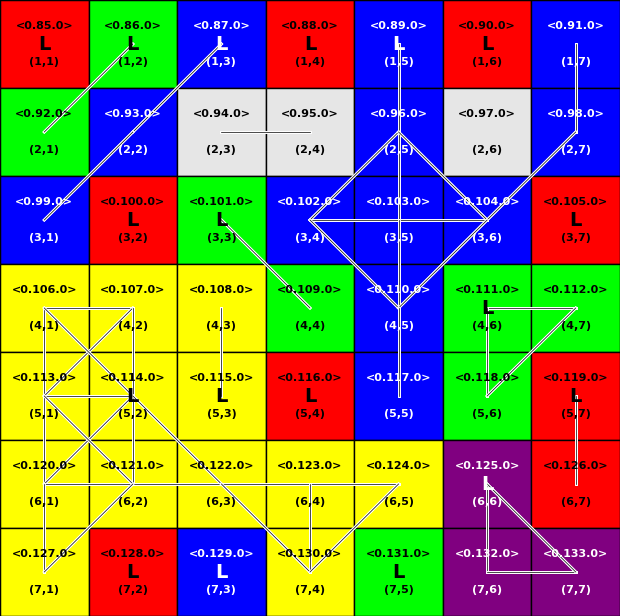 <0.85.0> <0.86.0> <0.87.0> <0.88.0> <0.89.0> <0.90.0> <0.91.0>
L L L L L L
(1,1) (1,2) (1,3) (1,4) (1,5) (1,6) (1,7)
<0.92.0> <0.93.0> <0.94.0> <0.95.0> <0.96.0> <0.97.0> <0.98.0>
(2,1) (2,2) (2,3) (2,4) (2,5) (2,6) (2,7)
<0.99.0> <0.100.0> <0.101.0> <0.102.0> <0.103.0> <0.104.0> <0.105.0>
L L L
(3,1) (3,2) (3,3) (3,4) (3,5) (3,6) (3,7)
<0.106.0> <0.107.0> <0.108.0> <0.109.0> <0.110.0> <0.111.0> <0.112.0>
L
(4,1) (4,2) (4,3) (4,4) (4,5) (4,6) (4,7)
<0.113.0> <0.114.0> <0.115.0> <0.116.0> <0.117.0> <0.118.0> <0.119.0>
L L L L
(5,1) (5,2) (5,3) (5,4) (5,5) (5,6) (5,7)
<0.120.0> <0.121.0> <0.122.0> <0.123.0> <0.124.0> <0.125.0> <0.126.0>
L
(6,1) (6,2) (6,3) (6,4) (6,5) (6,6) (6,7)
<0.127.0> <0.128.0> <0.129.0> <0.130.0> <0.131.0> <0.132.0> <0.133.0>
L L L
(7,1) (7,2) (7,3) (7,4) (7,5) (7,6) (7,7)